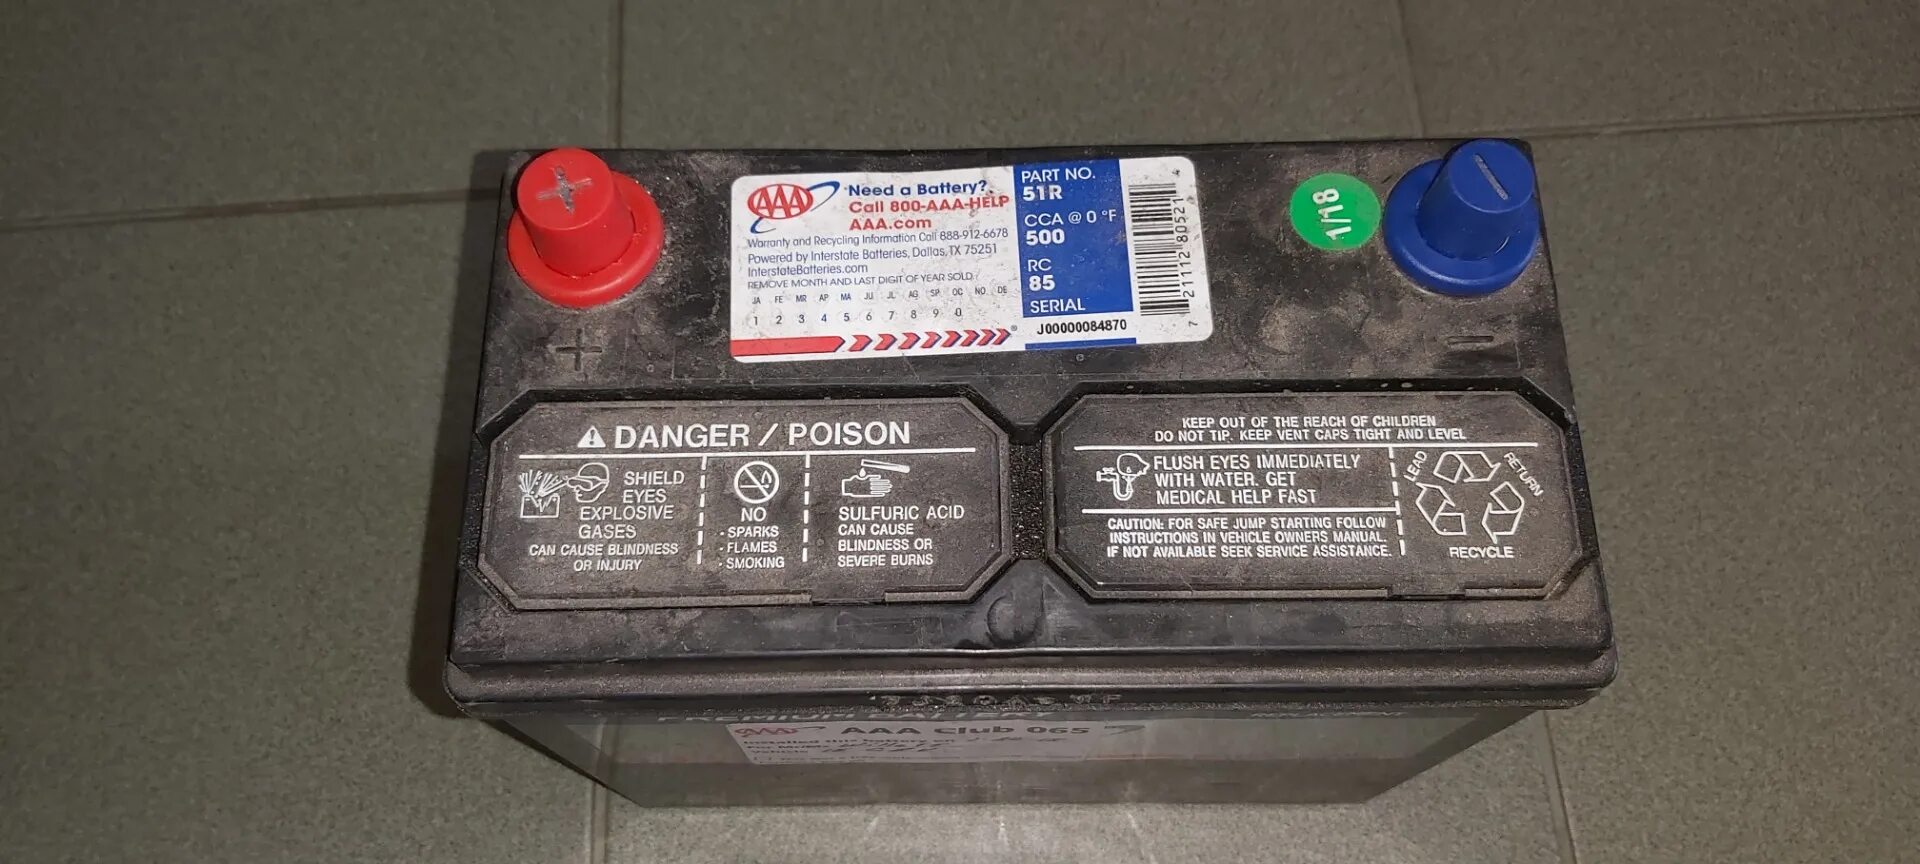 AAA
Need a Battery?
Call 800-AAA-HELP
AAA.com
Warranty and Recycling Information Call 888-912-6678
Powered by Interstate Batteries, Dallas, TX 75251
InterstateBatteries.com
REMOVE MONTH AND LAST DIGIT OF YEAR SOLD.
JA FE MR AP MA JU JL AG SP OC NO DE
1 2 3 4 5 6 7 8 9 0
PART NO.
51R
CCA @ 0 °F
500
RC
85
SERIAL
J00000084870
7 21112 80521 4
1/18
+
−
⚠ DANGER / POISON
SHIELD
EYES
EXPLOSIVE
GASES
CAN CAUSE BLINDNESS
OR INJURY
NO
• SPARKS
• FLAMES
• SMOKING
SULFURIC ACID
CAN CAUSE
BLINDNESS OR
SEVERE BURNS
KEEP OUT OF THE REACH OF CHILDREN
DO NOT TIP. KEEP VENT CAPS TIGHT AND LEVEL
FLUSH EYES IMMEDIATELY
WITH WATER. GET
MEDICAL HELP FAST
CAUTION: FOR SAFE JUMP STARTING FOLLOW
INSTRUCTIONS IN VEHICLE OWNERS MANUAL.
IF NOT AVAILABLE SEEK SERVICE ASSISTANCE.
LEAD
RETURN
RECYCLE
AAA
AAA Club 065